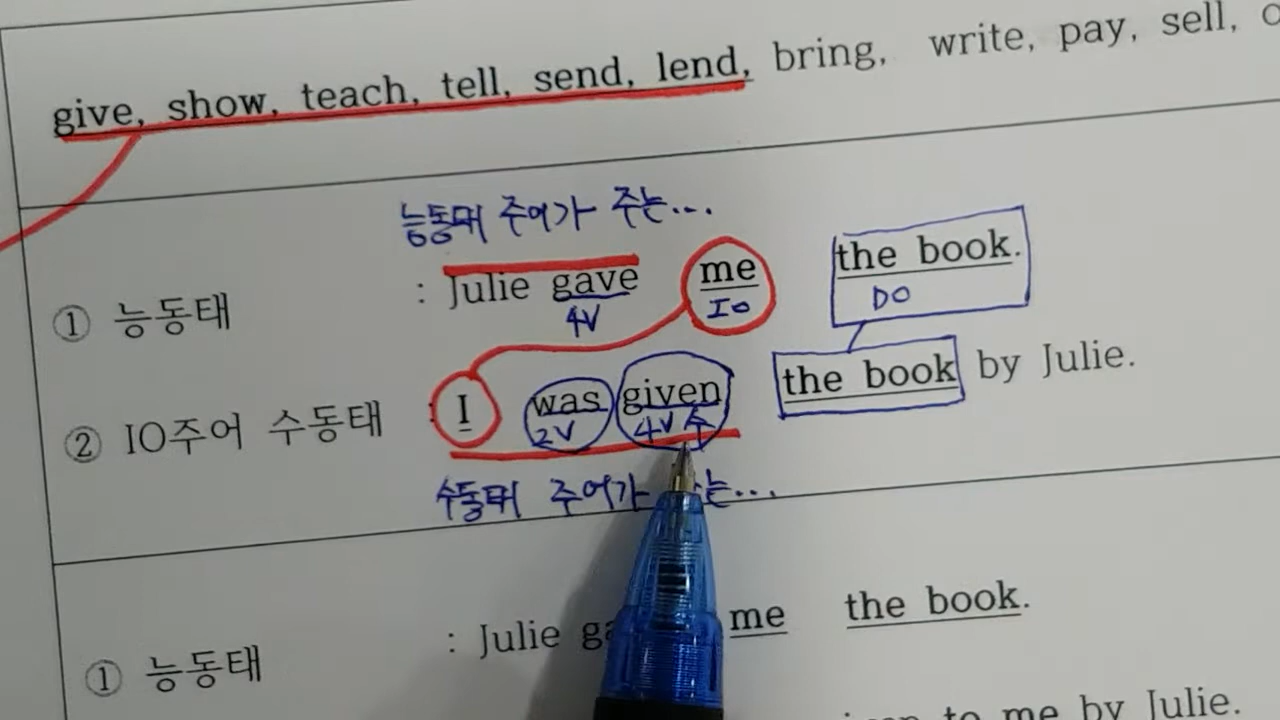 give, show, teach, tell, send, lend, bring, write, pay, sell,
능동태 주어가 주는...
① 능동태 : Julie gave me the book.
4V IO DO
② IO주어 수동태 : I was given the book by Julie.
2V 4V 수
수동태 주어가 는...
① 능동태 : Julie me the book.
to me by Julie.